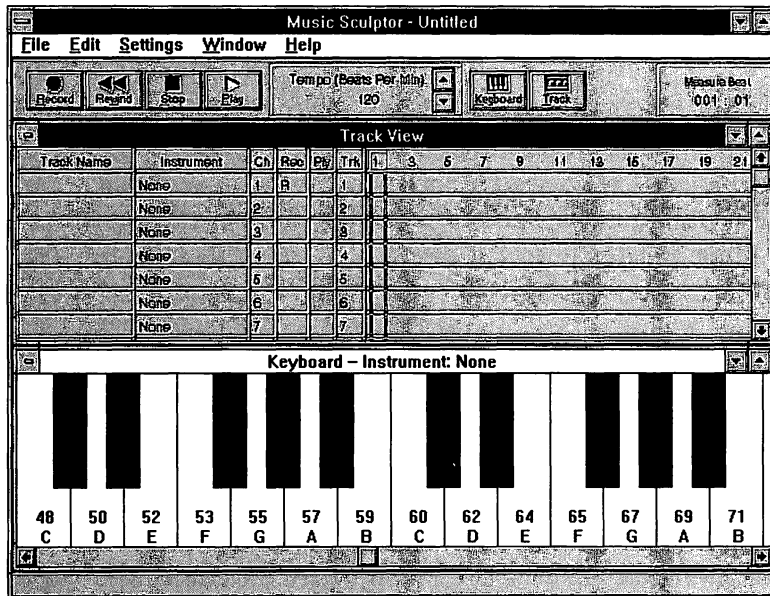 Music Sculptor - Untitled
File Edit Settings Window Help
Tempo (Beats Per Min) Measure Beat
Record Rewind Stop Play 120 Keyboard Track 001 : 01
Track View
Track Name Instrument Ch Rec Ply Trk 1 3 5 7 9 11 13 15 17 19 21
None 1 R 1
None 2 2
None 3 3
None 4 4
None 5 5
None 6 6
None 7 7
Keyboard – Instrument: None
48 50 52 53 55 57 59 60 62 64 65 67 69 71
C D E F G A B C D E F G A B